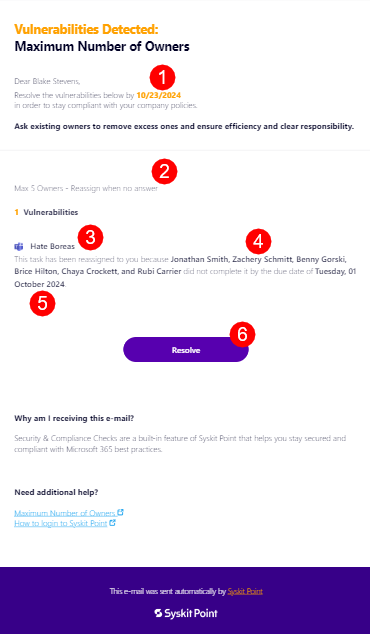 Vulnerabilities Detected:
Maximum Number of Owners
1
Dear Blake Stevens,
Resolve the vulnerabilities below by 10/23/2024
in order to stay compliant with your company policies.
Ask existing owners to remove excess ones and ensure efficiency and clear responsibility.
2
Max 5 Owners - Reassign when no answer
1 Vulnerabilities
3
Hate Boreas
4
This task has been reassigned to you because Jonathan Smith, Zachery Schmitt, Benny Gorski,
Brice Hilton, Chaya Crockett, and Rubi Carrier did not complete it by the due date of Tuesday, 01
October 2024.
5
6
Resolve
Why am I receiving this e-mail?
Security & Compliance Checks are a built-in feature of Syskit Point that helps you stay secured and
compliant with Microsoft 365 best practices.
Need additional help?
Maximum Number of Owners
How to login to Syskit Point
This e-mail was sent automatically by Syskit Point
Syskit Point